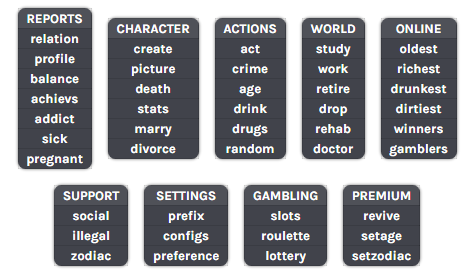 REPORTS
relation
profile
balance
achievs
addict
sick
pregnant
CHARACTER
create
picture
death
stats
marry
divorce
ACTIONS
act
crime
age
drink
drugs
random
WORLD
study
work
retire
drop
rehab
doctor
ONLINE
oldest
richest
drunkest
dirtiest
winners
gamblers
SUPPORT
social
illegal
zodiac
SETTINGS
prefix
configs
preference
GAMBLING
slots
roulette
lottery
PREMIUM
revive
setage
setzodiac